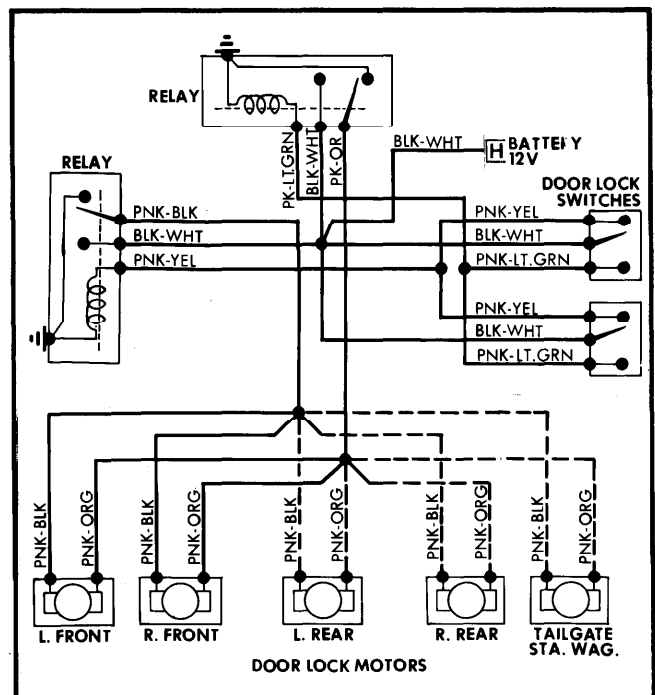 RELAY
PK-LT.GRN
BLK-WHT
PK-OR
BLK-WHT
H
BATTERY
12V
RELAY
DOOR LOCK
SWITCHES
PNK-BLK
BLK-WHT
PNK-YEL
PNK-YEL
BLK-WHT
PNK-LT.GRN
PNK-YEL
BLK-WHT
PNK-LT.GRN
PNK-BLK
PNK-ORG
PNK-BLK
PNK-ORG
PNK-BLK
PNK-ORG
PNK-BLK
PNK-ORG
PNK-BLK
PNK-ORG
L. FRONT
R. FRONT
L. REAR
R. REAR
TAILGATE
STA. WAG.
DOOR LOCK MOTORS